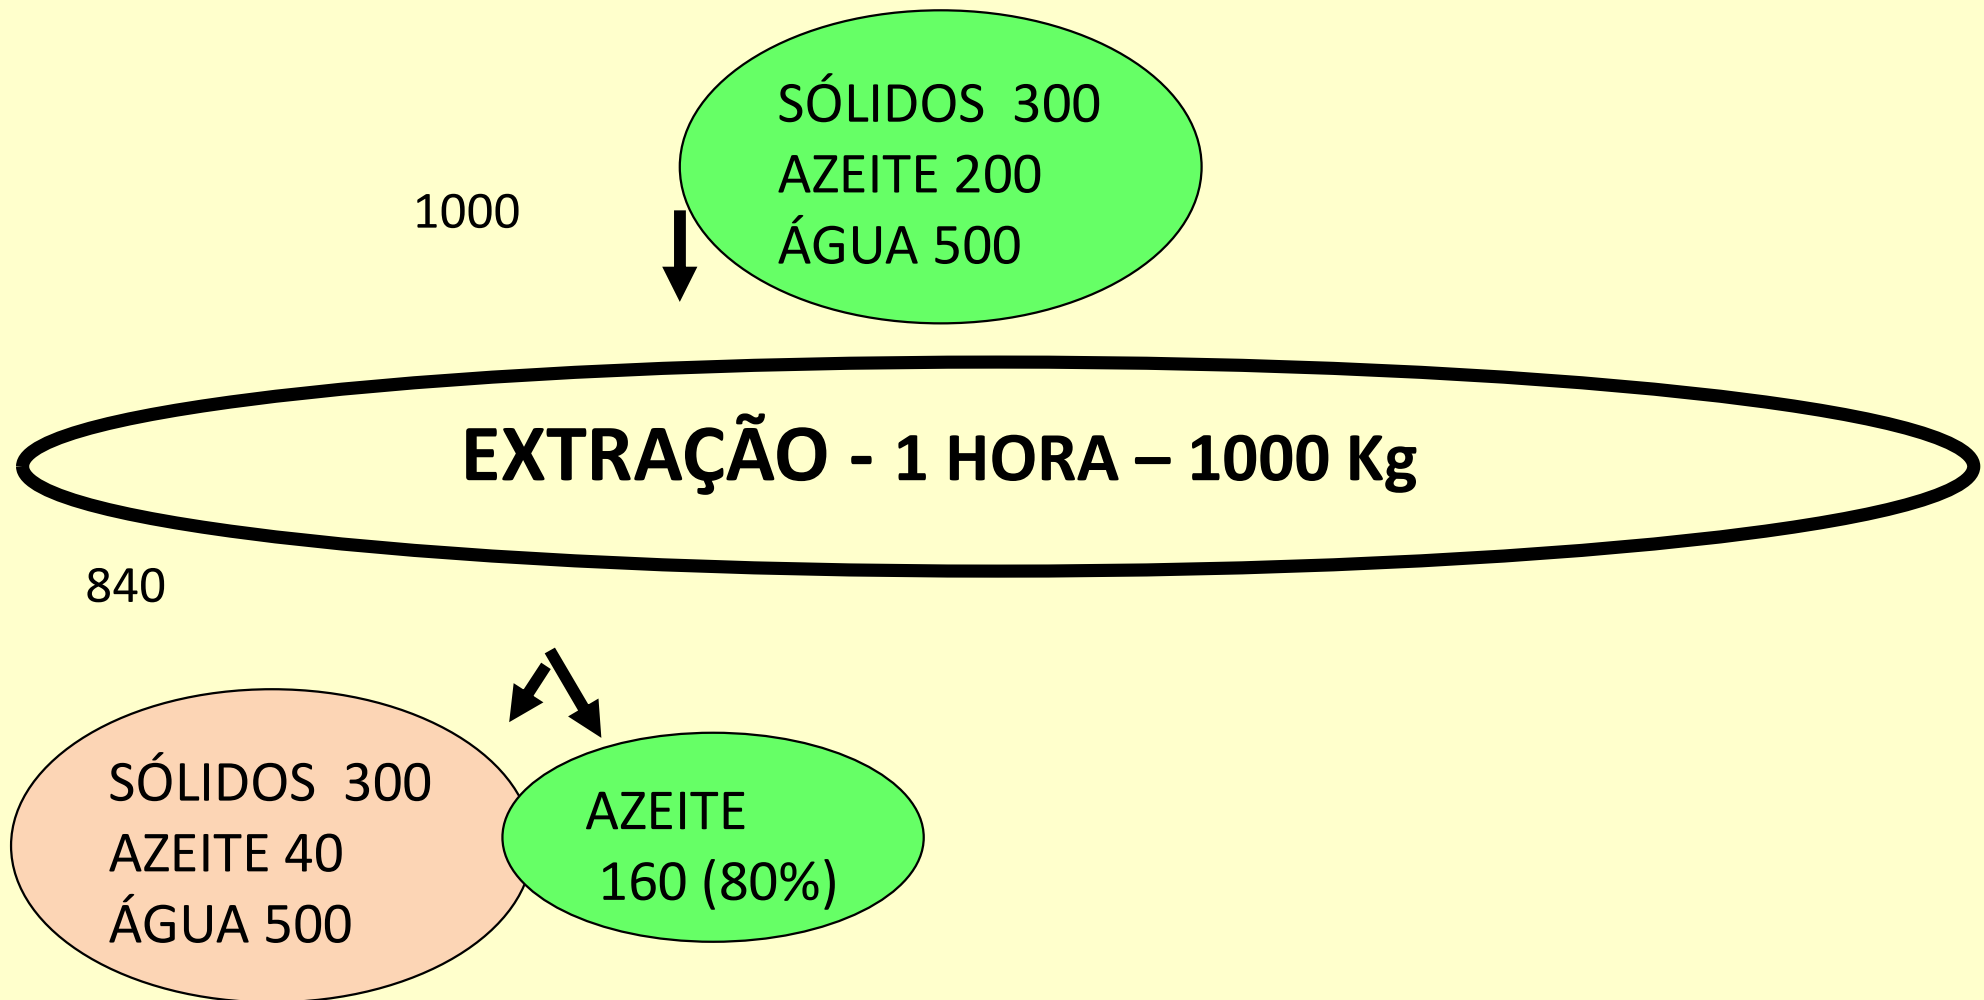 SÓLIDOS  300
AZEITE 200
ÁGUA 500
1000
EXTRAÇÃO - 1 HORA – 1000 Kg
840
SÓLIDOS  300
AZEITE 40
ÁGUA 500
AZEITE
160 (80%)